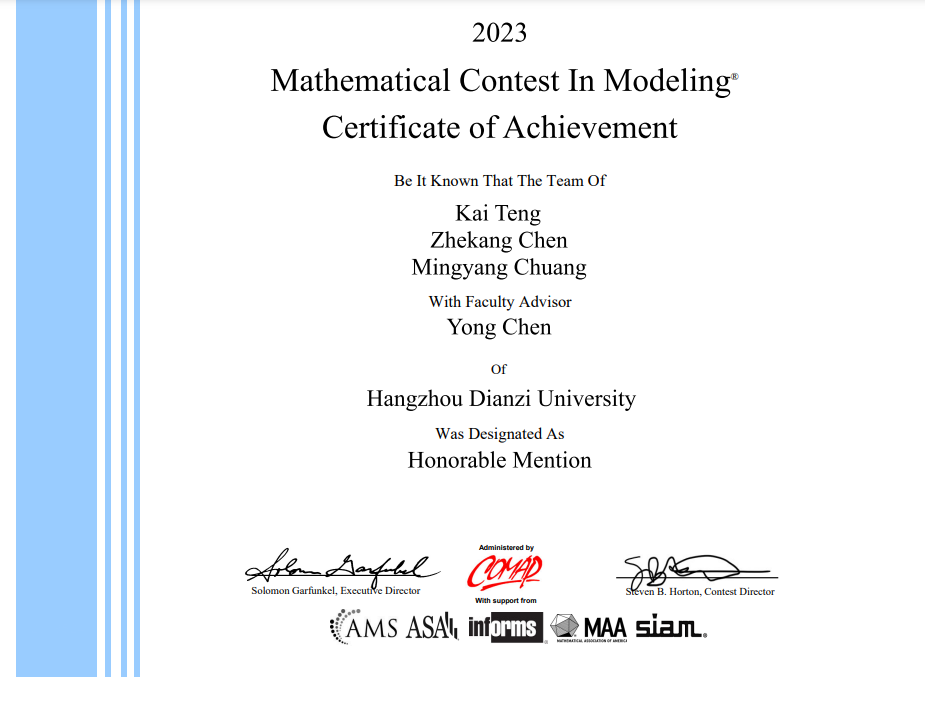 2023
Mathematical Contest In Modeling®
Certificate of Achievement
Be It Known That The Team Of
Kai Teng
Zhekang Chen
Mingyang Chuang
With Faculty Advisor
Yong Chen
Of
Hangzhou Dianzi University
Was Designated As
Honorable Mention
Administered by
Solomon Garfunkel
COMAP
Solomon Garfunkel, Executive Director
Steven B. Horton, Contest Director
With support from
AMS ASA informs MAA siam.
MATHEMATICAL ASSOCIATION OF AMERICA